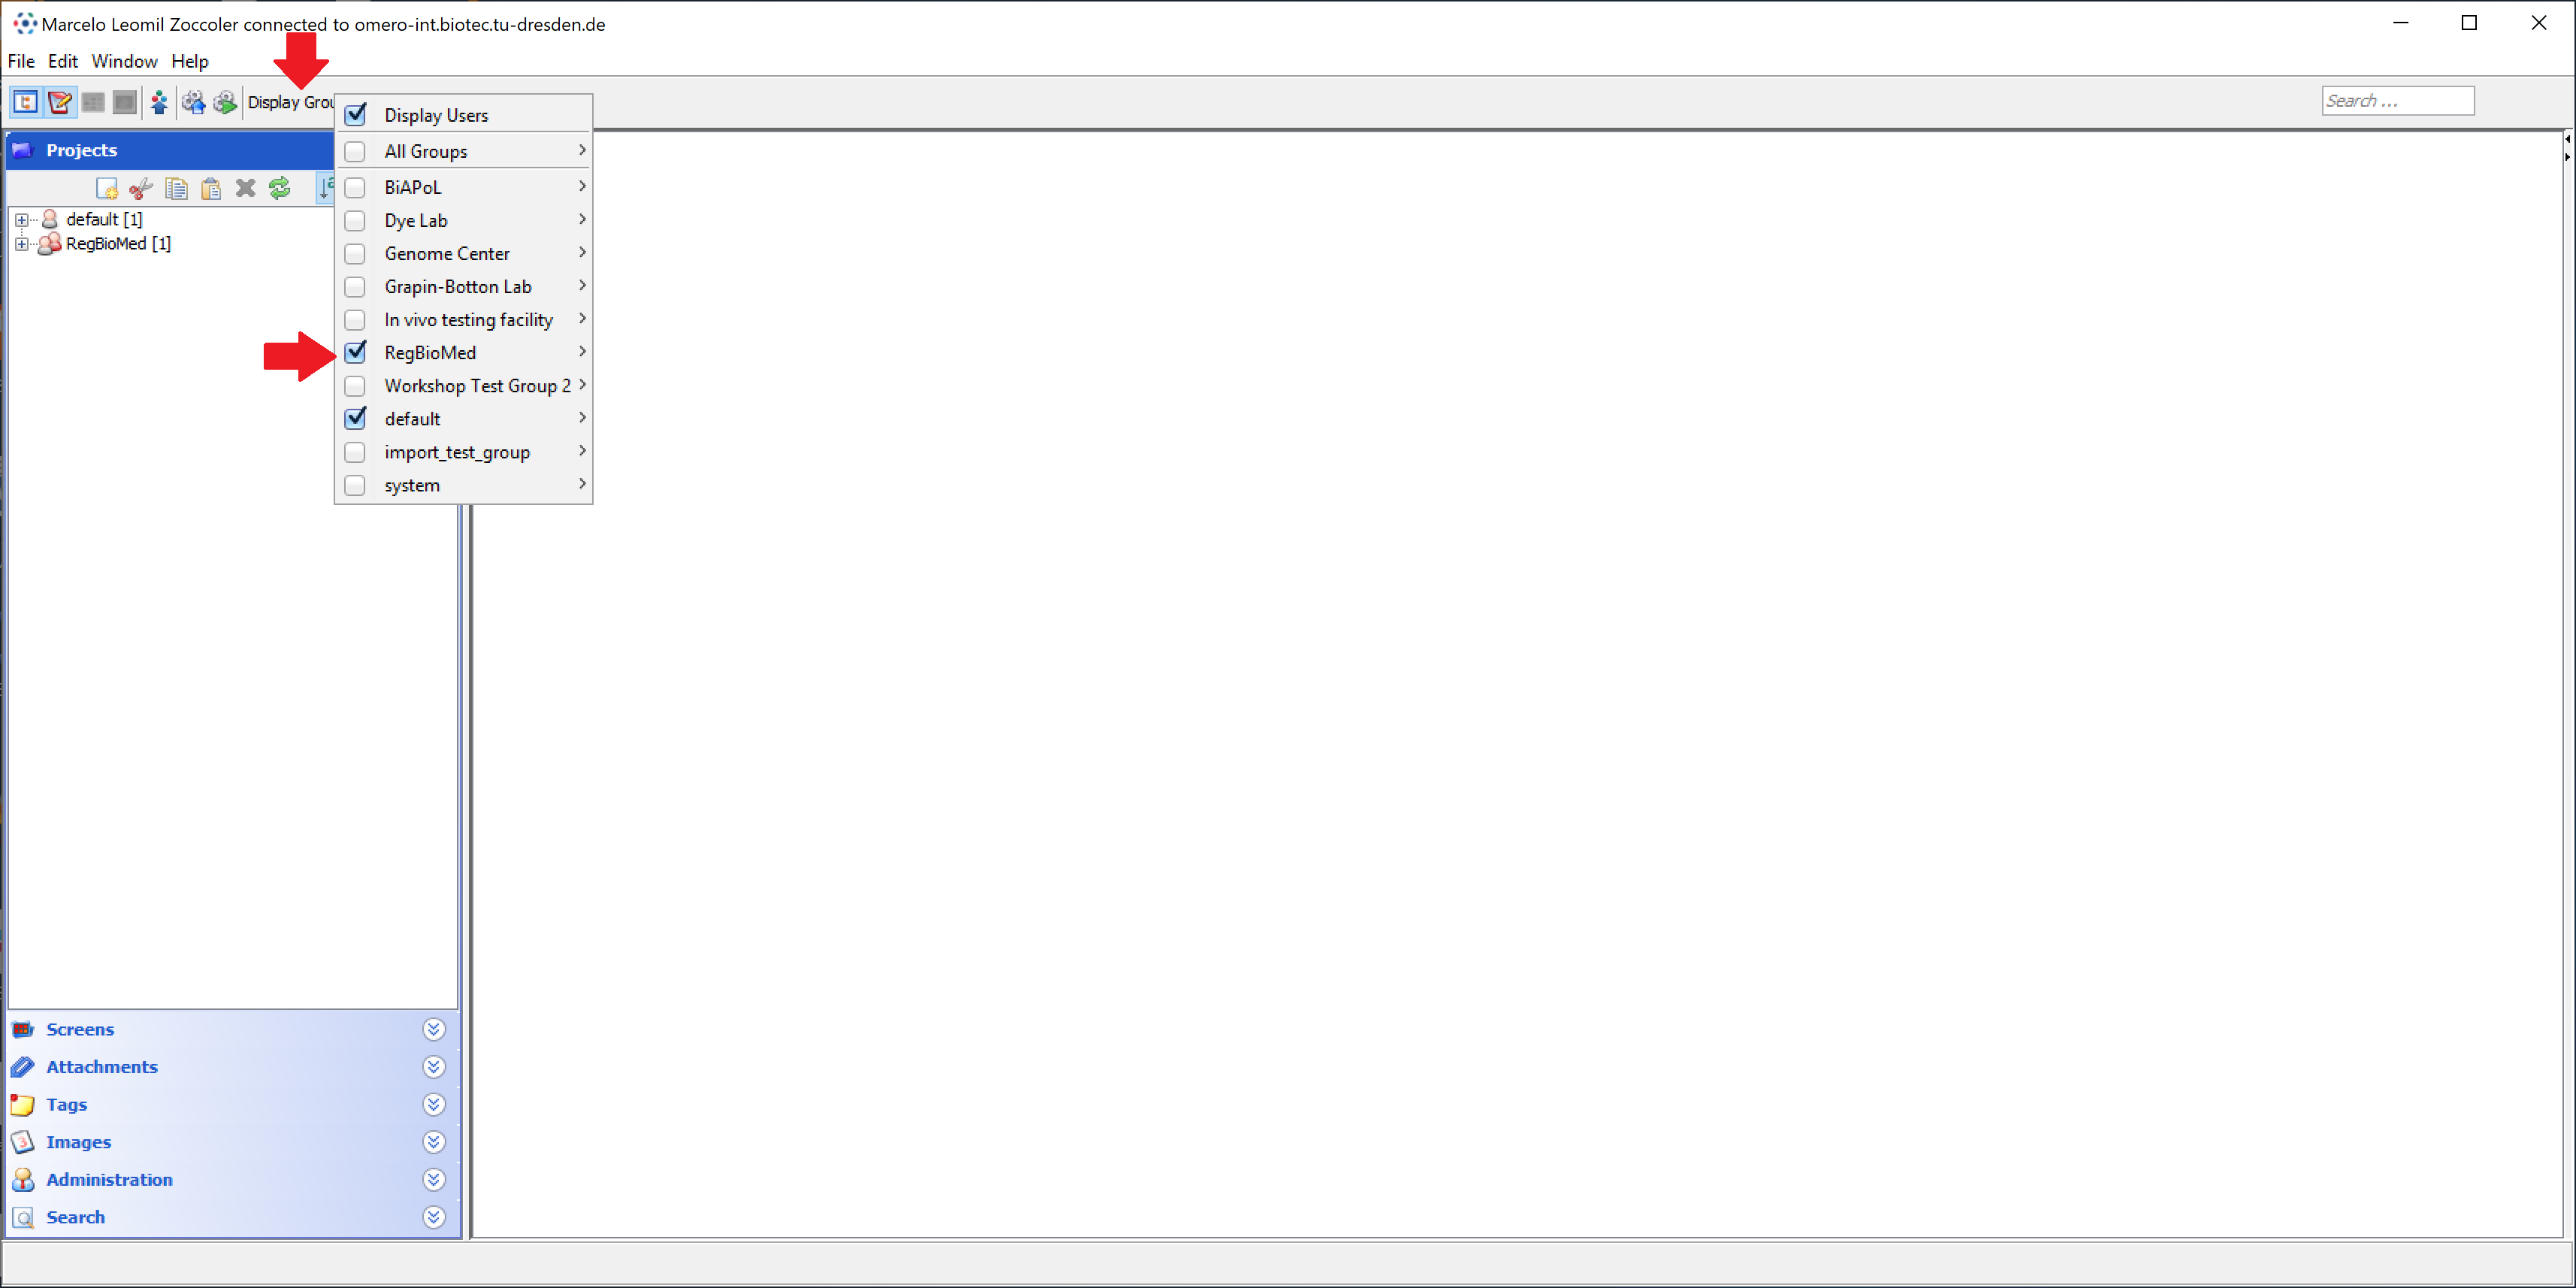 Marcelo Leomil Zoccoler connected to omero-int.biotec.tu-dresden.de
File Edit Window Help
Display Grou
Search ...
Display Users
All Groups
BiAPoL
Dye Lab
Genome Center
Grapin-Botton Lab
In vivo testing facility
RegBioMed
Workshop Test Group 2
default
import_test_group
system
Projects
default [1]
RegBioMed [1]
Screens
Attachments
Tags
Images
Administration
Search